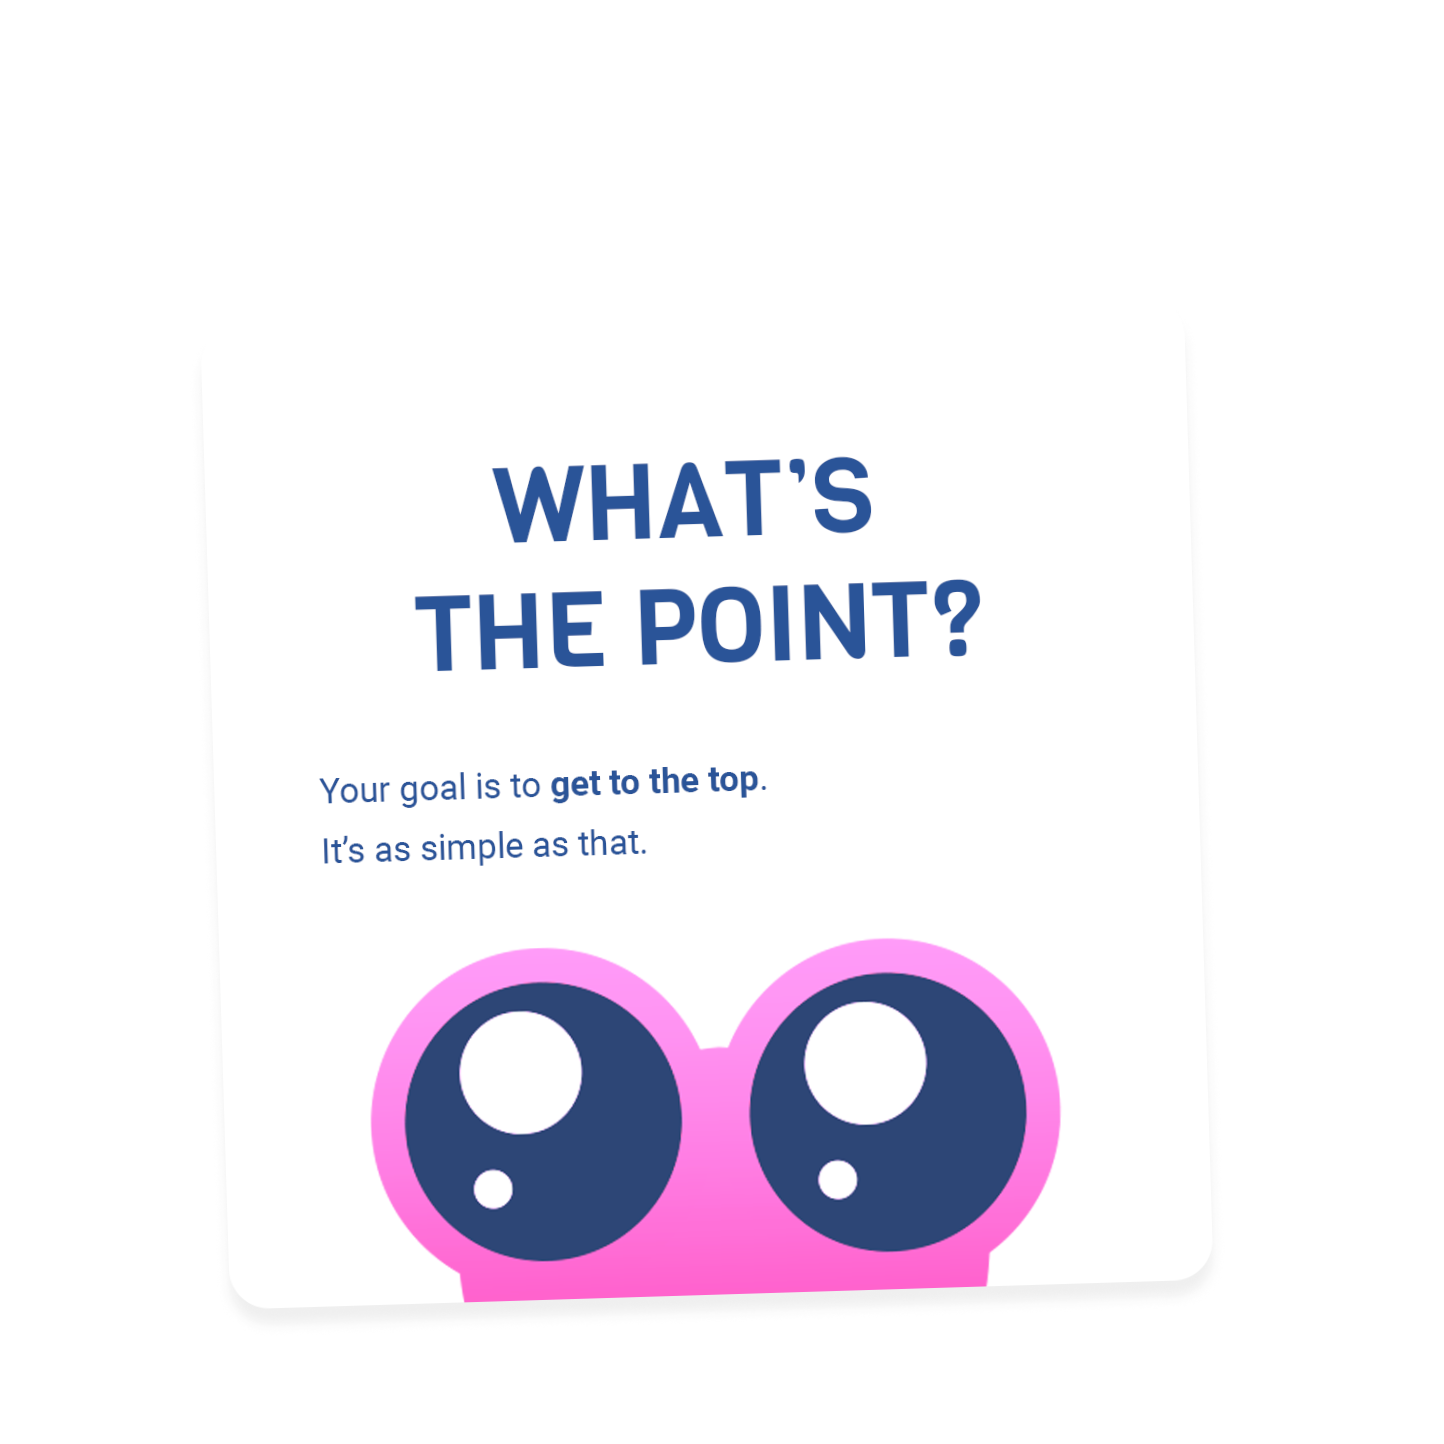 WHAT’S
THE POINT?
Your goal is to get to the top.
It’s as simple as that.